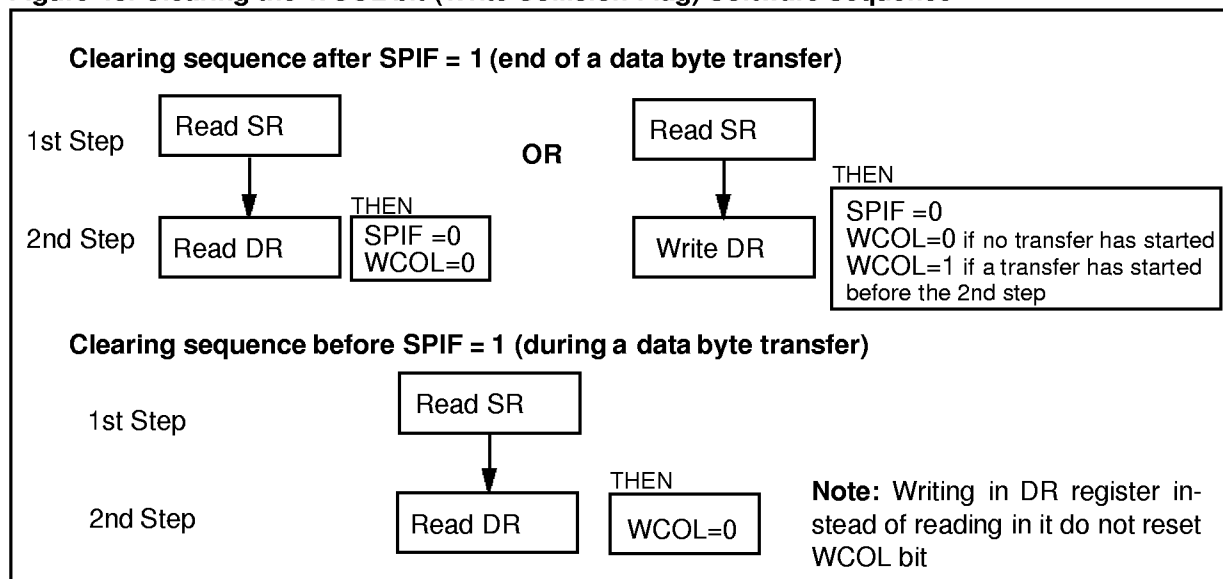 Clearing sequence after SPIF = 1 (end of a data byte transfer)
1st Step
Read SR
OR
Read SR
THEN
THEN
2nd Step
Read DR
SPIF =0
WCOL=0
Write DR
SPIF =0
WCOL=0 if no transfer has started
WCOL=1 if a transfer has started
before the 2nd step
Clearing sequence before SPIF = 1 (during a data byte transfer)
1st Step
Read SR
THEN
2nd Step
Read DR
WCOL=0
Note: Writing in DR register in-
stead of reading in it do not reset
WCOL bit